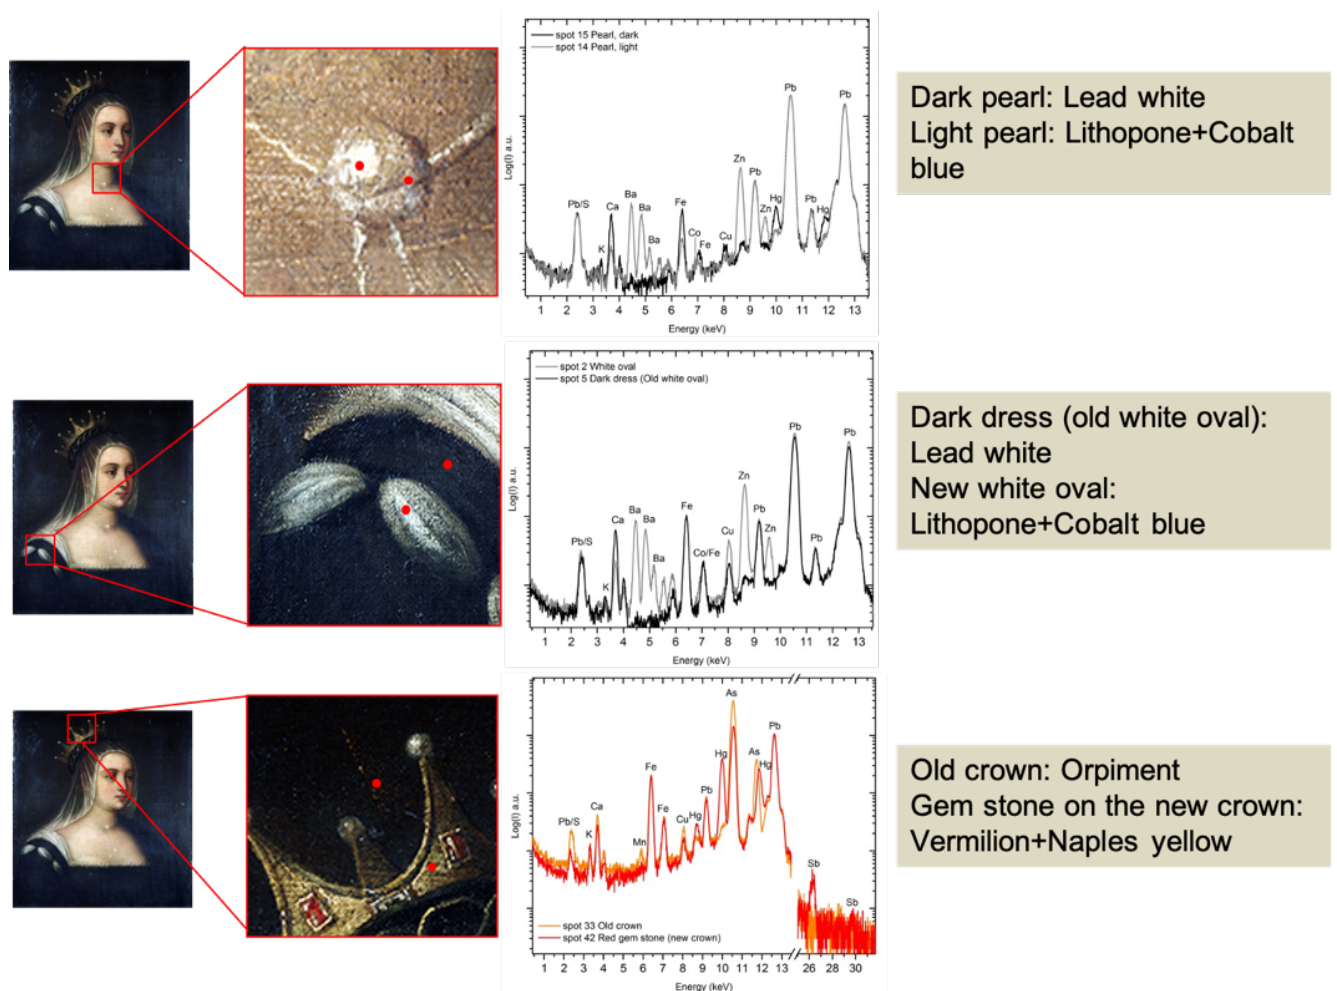 spot 15 Pearl, dark
spot 14 Pearl, light
Log(I) a.u.
Pb/S
K
Ca
Ba
Ba
Ba
Fe
Co
Fe
Cu
Zn
Pb
Zn
Hg
Pb
Pb
Hg
Pb
1 2 3 4 5 6 7 8 9 10 11 12 13
Energy (keV)
Dark pearl: Lead white
Light pearl: Lithopone+Cobalt
blue
spot 2 White oval
spot 5 Dark dress (Old white oval)
Log(I) a.u.
Pb/S
K
Ca
Ba
Ba
Ba
Fe
Co/Fe
Cu
Zn
Pb
Zn
Pb
Pb
Pb
1 2 3 4 5 6 7 8 9 10 11 12 13
Energy (keV)
Dark dress (old white oval):
Lead white
New white oval:
Lithopone+Cobalt blue
Log(I) a.u.
Pb/S
K
Ca
Mn
Fe
Fe
Cu
Hg
Pb
Hg
As
As
Hg
Pb
Sb
Sb
spot 33 Old crown
spot 42 Red gem stone (new crown)
1 2 3 4 5 6 7 8 9 10 11 12 13 26 28 30
Energy (keV)
Old crown: Orpiment
Gem stone on the new crown:
Vermilion+Naples yellow